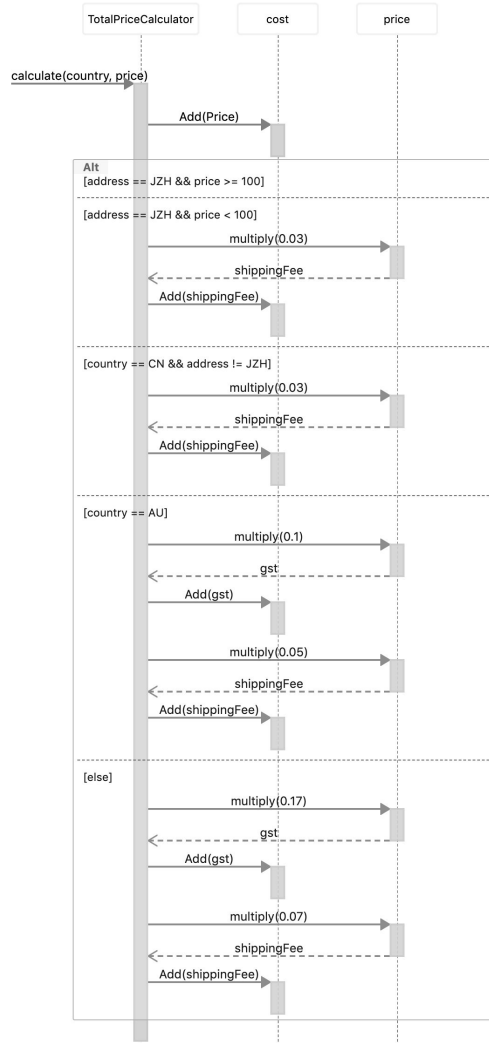 TotalPriceCalculator cost price
calculate(country, price)
Add(Price)
Alt
[address == JZH && price >= 100]
[address == JZH && price < 100]
multiply(0.03)
shippingFee
Add(shippingFee)
[country == CN && address != JZH]
multiply(0.03)
shippingFee
Add(shippingFee)
[country == AU]
multiply(0.1)
gst
Add(gst)
multiply(0.05)
shippingFee
Add(shippingFee)
[else]
multiply(0.17)
gst
Add(gst)
multiply(0.07)
shippingFee
Add(shippingFee)